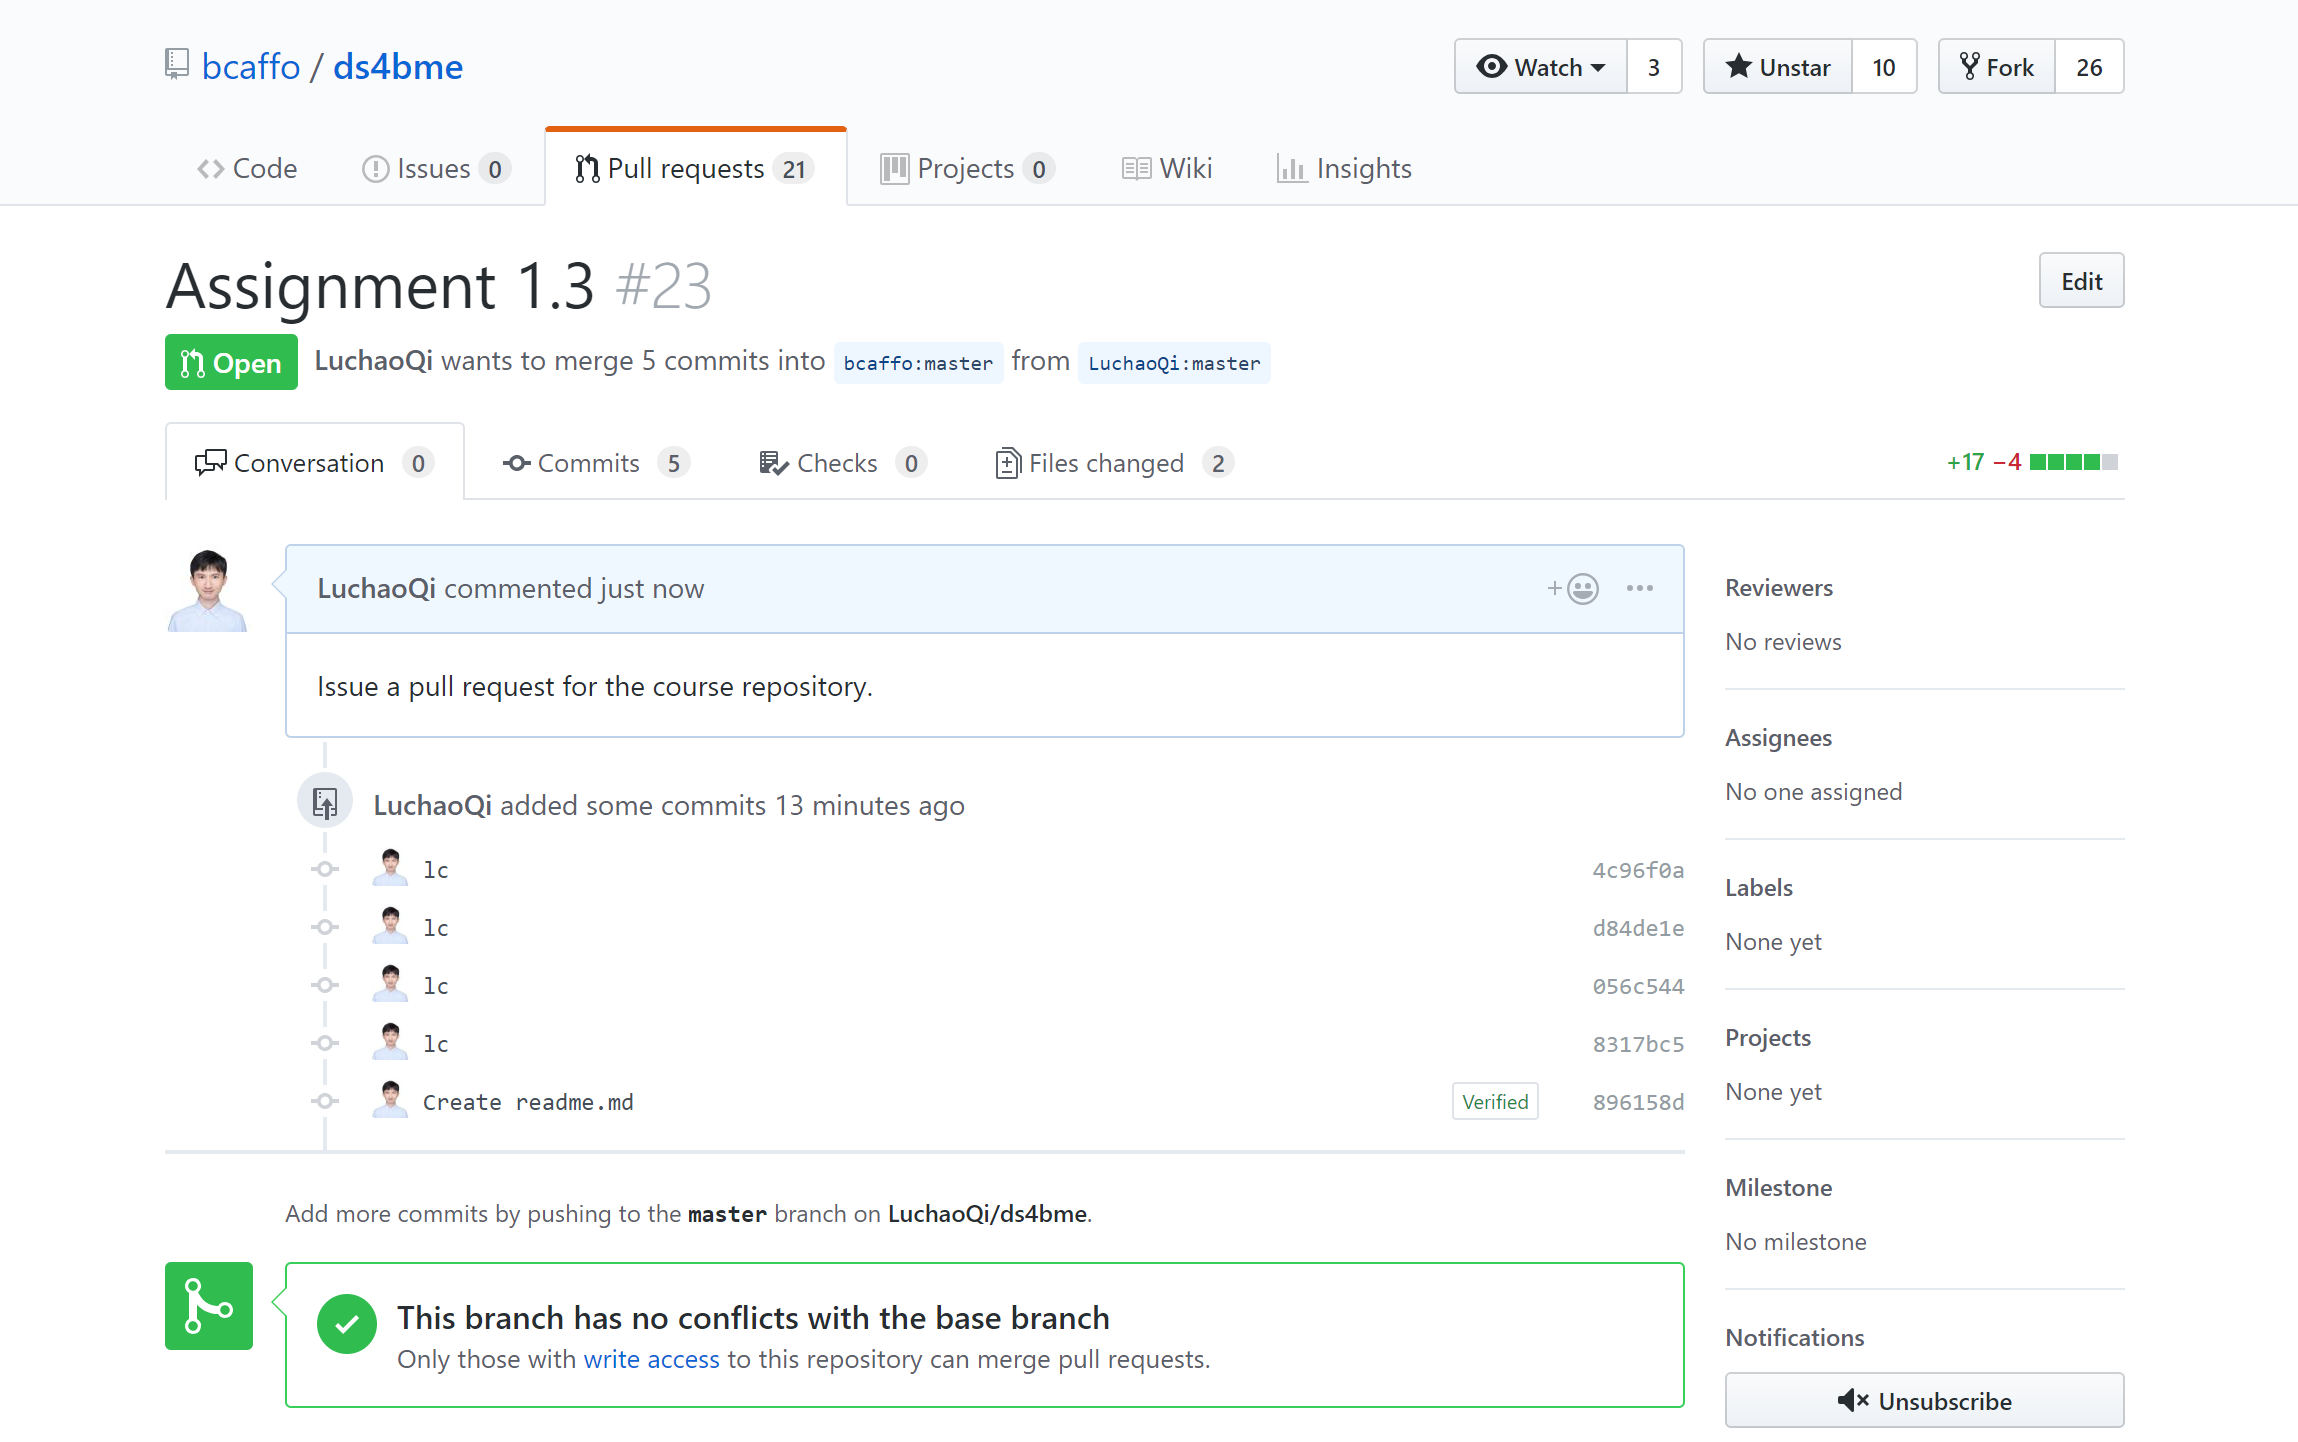 bcaffo / ds4bme
Watch 3 Unstar 10 Fork 26
Code Issues 0 Pull requests 21 Projects 0 Wiki Insights
Assignment 1.3 #23
Edit
Open LuchaoQi wants to merge 5 commits into bcaffo:master from LuchaoQi:master
Conversation 0 Commits 5 Checks 0 Files changed 2 +17 −4
LuchaoQi commented just now
Issue a pull request for the course repository.
LuchaoQi added some commits 13 minutes ago
lc 4c96f0a
lc d84de1e
lc 056c544
lc 8317bc5
Create readme.md Verified 896158d
Add more commits by pushing to the master branch on LuchaoQi/ds4bme.
This branch has no conflicts with the base branch
Only those with write access to this repository can merge pull requests.
Reviewers
No reviews
Assignees
No one assigned
Labels
None yet
Projects
None yet
Milestone
No milestone
Notifications
Unsubscribe